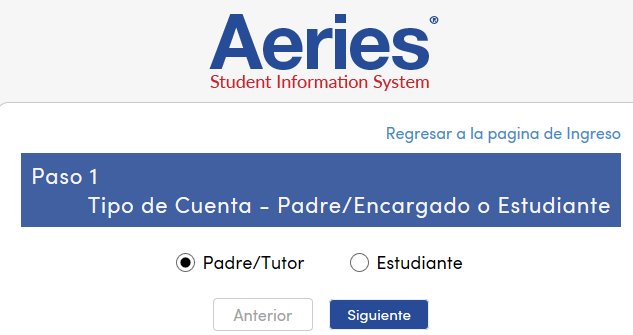 Aeries®
Student Information System
Regresar a la pagina de Ingreso
Paso 1
Tipo de Cuenta - Padre/Encargado o Estudiante
Padre/Tutor Estudiante
Anterior Siguiente